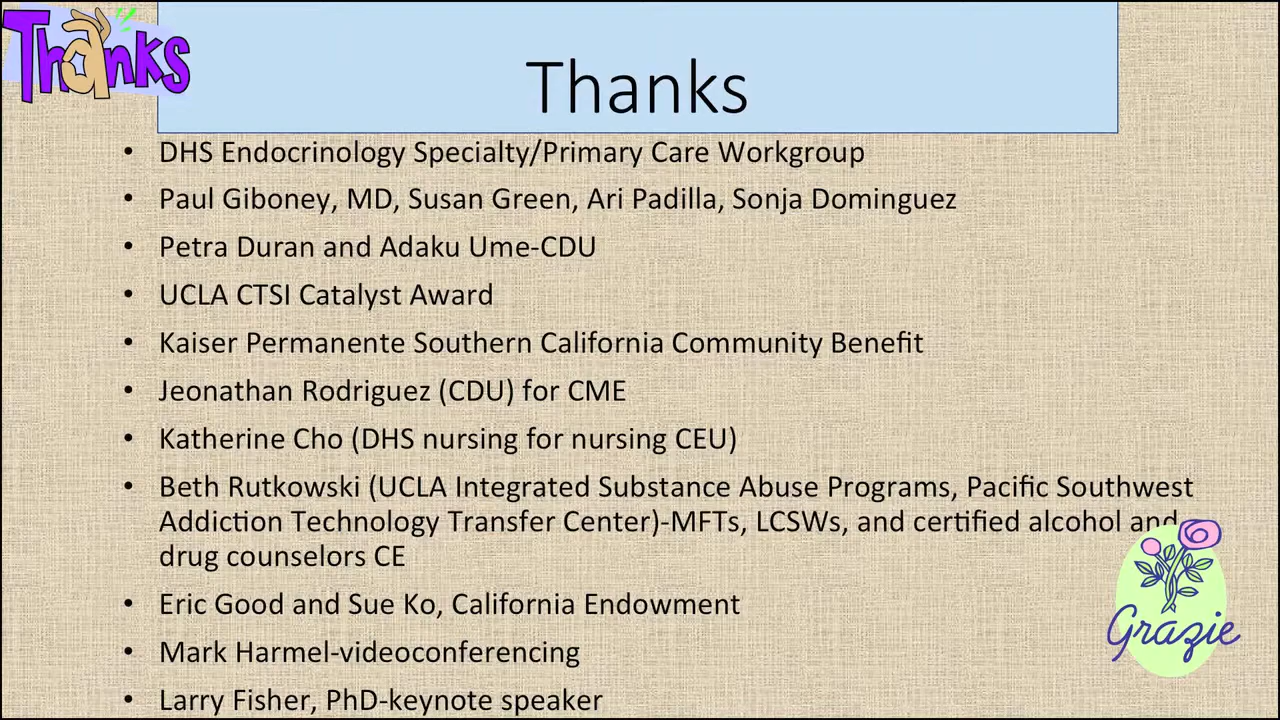 Thanks
Thanks
• DHS Endocrinology Specialty/Primary Care Workgroup
• Paul Giboney, MD, Susan Green, Ari Padilla, Sonja Dominguez
• Petra Duran and Adaku Ume-CDU
• UCLA CTSI Catalyst Award
• Kaiser Permanente Southern California Community Benefit
• Jeonathan Rodriguez (CDU) for CME
• Katherine Cho (DHS nursing for nursing CEU)
• Beth Rutkowski (UCLA Integrated Substance Abuse Programs, Pacific Southwest
Addiction Technology Transfer Center)-MFTs, LCSWs, and certified alcohol and
drug counselors CE
• Eric Good and Sue Ko, California Endowment
Grazie
• Mark Harmel-videoconferencing
• Larry Fisher, PhD-keynote speaker